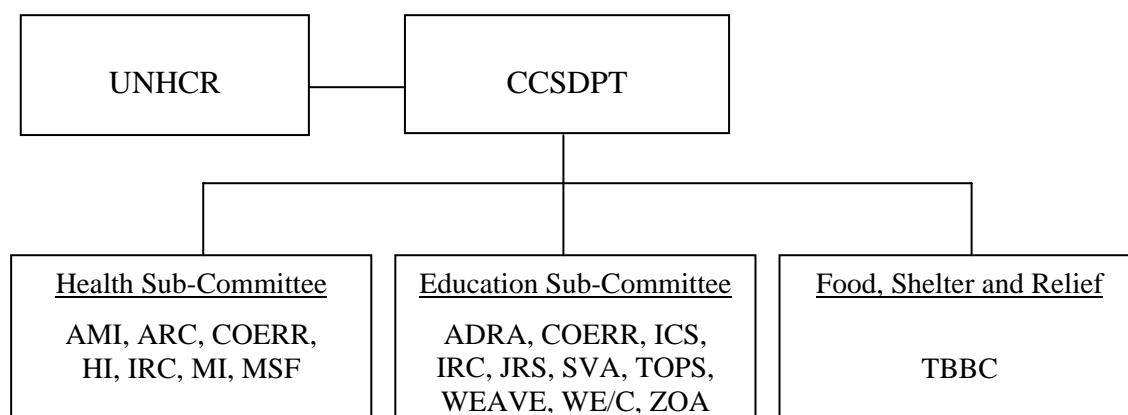 UNHCR
CCSDPT
Health Sub-Committee
AMI, ARC, COERR,
HI, IRC, MI, MSF
Education Sub-Committee
ADRA, COERR, ICS,
IRC, JRS, SVA, TOPS,
WEAVE, WE/C, ZOA
Food, Shelter and Relief
TBBC